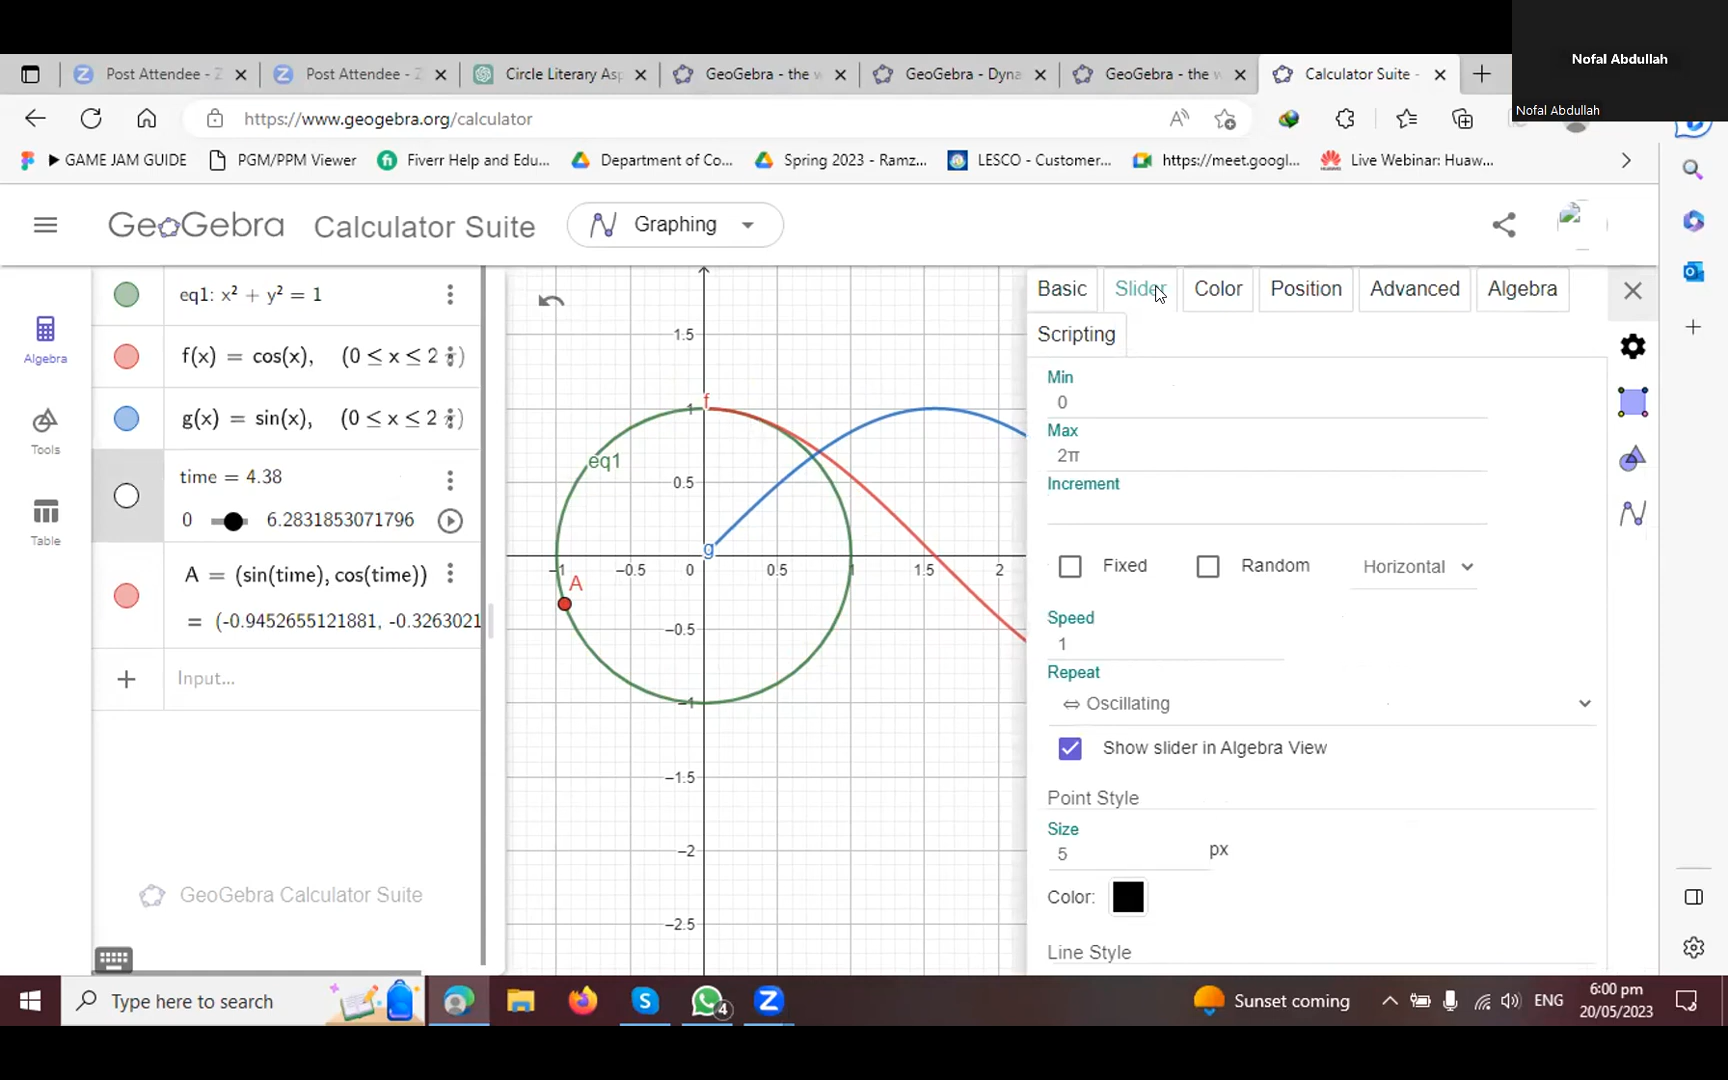 Nofal Abdullah
Nofal Abdullah
Post Attendee - Z
Post Attendee - Z
Circle Literary Asp
GeoGebra - the w
GeoGebra - Dyna
GeoGebra - the w
Calculator Suite -
https://www.geogebra.org/calculator
GAME JAM GUIDE
PGM/PPM Viewer
Fiverr Help and Edu...
Department of Co...
Spring 2023 - Ramz...
LESCO - Customer...
https://meet.googl...
Live Webinar: Huaw...
GeoGebra Calculator Suite
Graphing
Algebra
Tools
Table
eq1: x² + y² = 1
f(x) = cos(x), (0 ≤ x ≤ 2
g(x) = sin(x), (0 ≤ x ≤ 2
time = 4.38
0 6.2831853071796
A = (sin(time), cos(time))
= (-0.9452655121881, -0.3263021
Input...
GeoGebra Calculator Suite
1.5
1
0.5
−0.5
−1
−1.5
−2
−2.5
−1 −0.5 0 0.5 1 1.5 2
f
eq1
g
A
Basic Slider Color Position Advanced Algebra
Scripting
Min
0
Max
2π
Increment
Fixed Random Horizontal
Speed
1
Repeat
⇔ Oscillating
Show slider in Algebra View
Point Style
Size
5 px
Color:
Line Style
Type here to search
4
Sunset coming
ENG
6:00 pm
20/05/2023